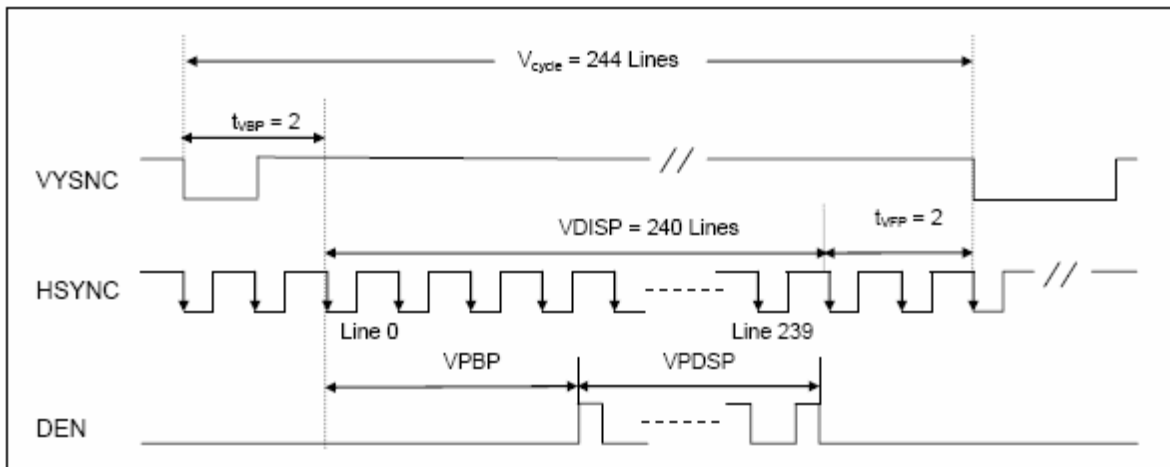 Vcycle = 244 Lines
tVBP = 2
VYSNC
VDISP = 240 Lines
tVFP = 2
HSYNC
Line 0
Line 239
VPBP
VPDSP
DEN